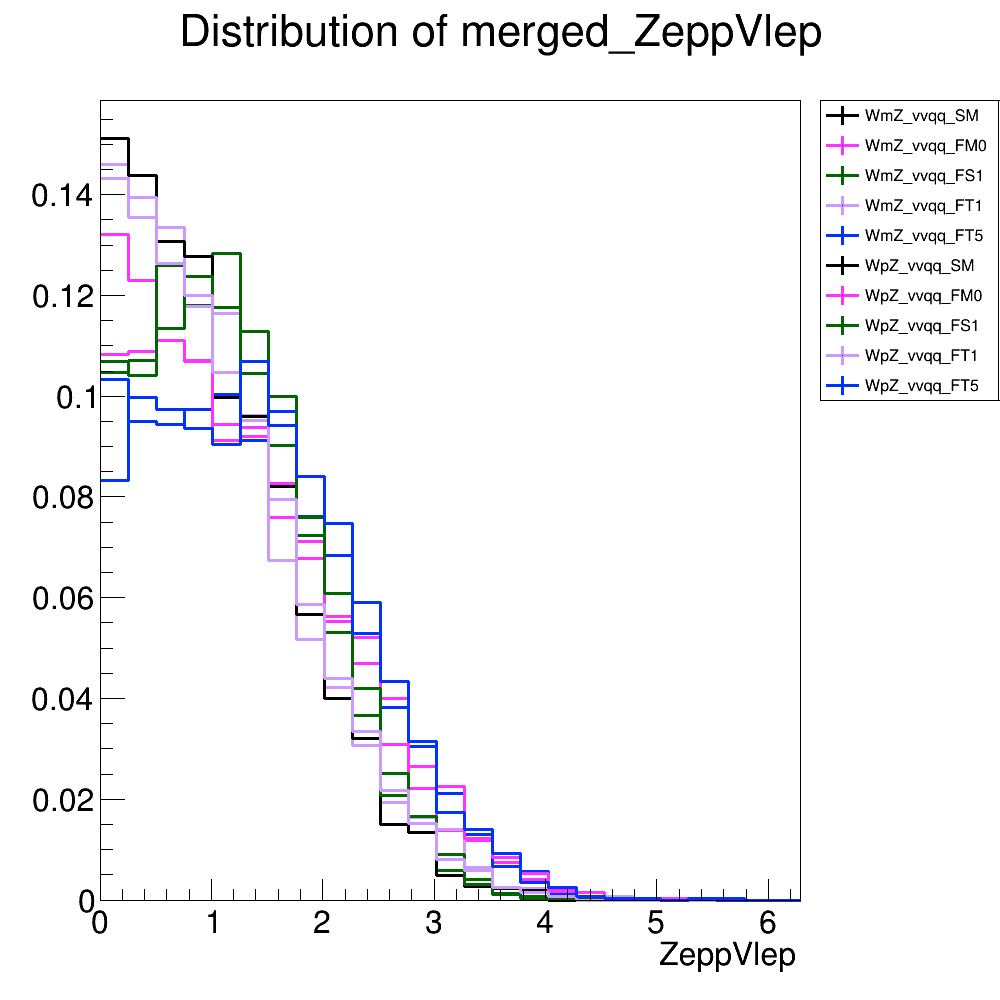 Distribution of merged_ZeppVlep
WmZ_vvqq_SM
WmZ_vvqq_FM0
WmZ_vvqq_FS1
WmZ_vvqq_FT1
WmZ_vvqq_FT5
WpZ_vvqq_SM
WpZ_vvqq_FM0
WpZ_vvqq_FS1
WpZ_vvqq_FT1
WpZ_vvqq_FT5
0.14
0.12
0.1
0.08
0.06
0.04
0.02
0
0 1 2 3 4 5 6
ZeppVlep